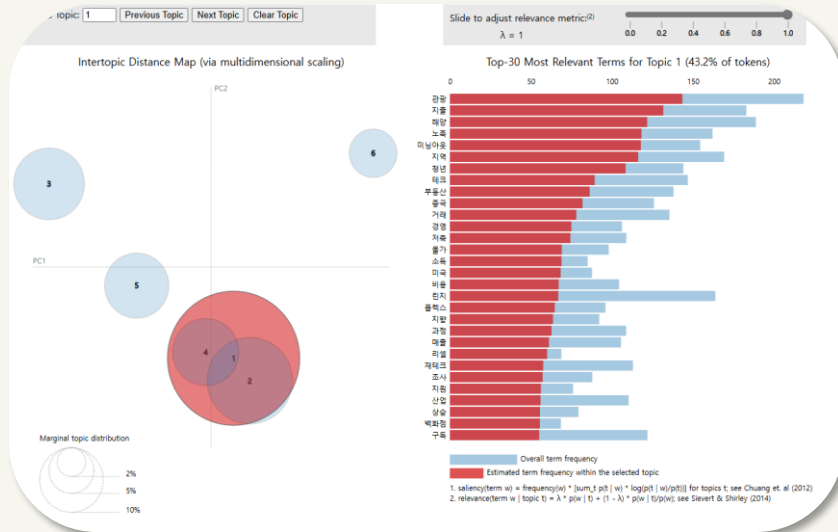 Topic: 1 Previous Topic Next Topic Clear Topic
Slide to adjust relevance metric:(2)
λ = 1
0.0 0.2 0.4 0.6 0.8 1.0
Intertopic Distance Map (via multidimensional scaling)
PC2
PC1
6
3
5
4
1
2
Marginal topic distribution
2%
5%
10%
Top-30 Most Relevant Terms for Topic 1 (43.2% of tokens)
0 50 100 150 200
관광
지출
해양
노족
미닝아웃
지역
청년
테크
부동산
중국
거래
경영
저축
물가
소득
미국
비용
린지
플렉스
지향
과정
매출
리셀
재테크
조사
지원
산업
상승
백화점
구독
Overall term frequency
Estimated term frequency within the selected topic
1. saliency(term w) = frequency(w) * [sum_t p(t | w) * log(p(t | w)/p(t))] for topics t; see Chuang et. al (2012)
2. relevance(term w | topic t) = λ * p(w | t) + (1 - λ) * p(w | t)/p(w); see Sievert & Shirley (2014)